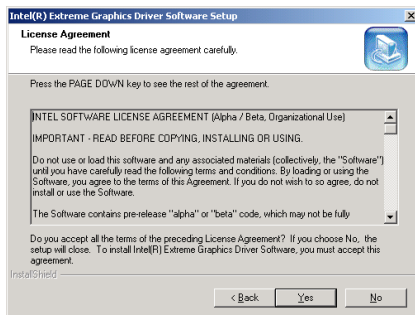 Intel(R) Extreme Graphics Driver Software Setup
License Agreement
Please read the following license agreement carefully.
Press the PAGE DOWN key to see the rest of the agreement.
INTEL SOFTWARE LICENSE AGREEMENT (Alpha / Beta, Organizational Use)
IMPORTANT - READ BEFORE COPYING, INSTALLING OR USING.
Do not use or load this software and any associated materials (collectively, the "Software")
until you have carefully read the following terms and conditions. By loading or using the
Software, you agree to the terms of this Agreement. If you do not wish to so agree, do not
install or use the Software.
The Software contains pre-release "alpha" or "beta" code, which may not be fully
Do you accept all the terms of the preceding License Agreement? If you choose No, the
setup will close. To install Intel(R) Extreme Graphics Driver Software, you must accept this
agreement.
InstallShield
< Back
Yes
No